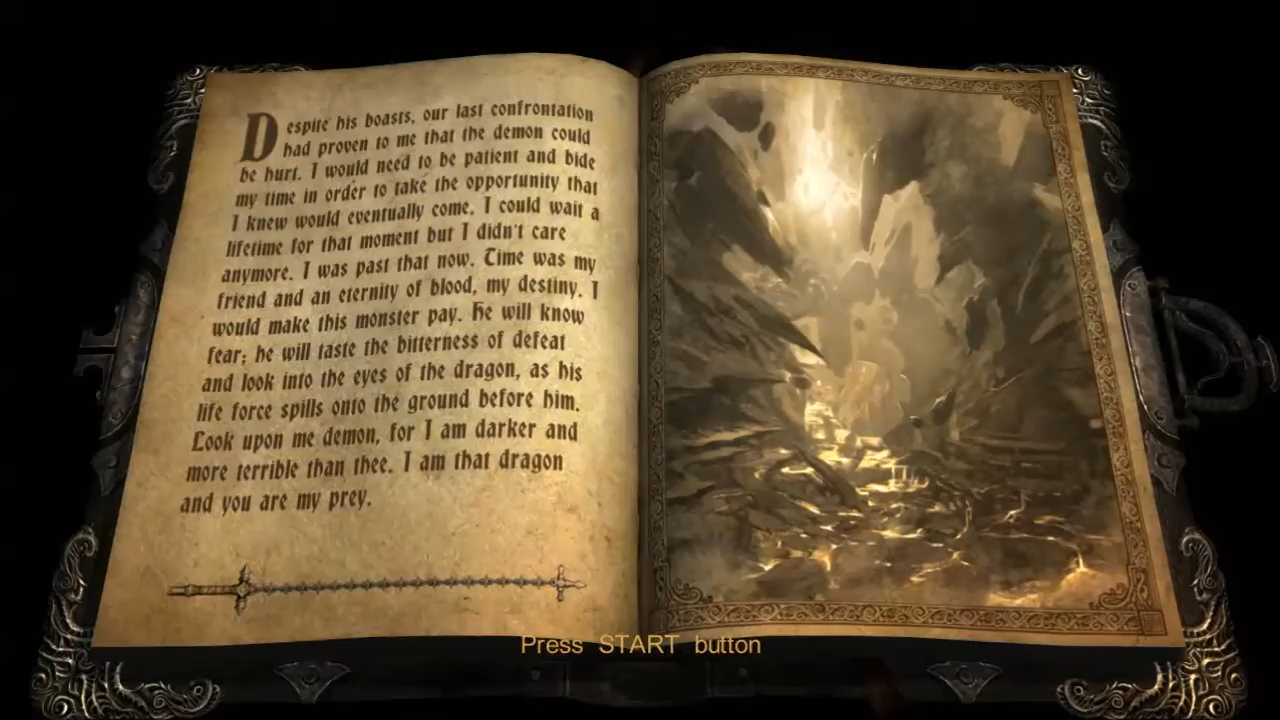 Despite his boasts, our last confrontation
had proven to me that the demon could
be hurt. I would need to be patient and bide
my time in order to take the opportunity that
I knew would eventually come. I could wait a
lifetime for that moment but I didn't care
anymore. I was past that now. Time was my
friend and an eternity of blood, my destiny. I
would make this monster pay. He will know
fear; he will taste the bitterness of defeat
and look into the eyes of the dragon, as his
life force spills onto the ground before him.
Look upon me demon, for I am darker and
more terrible than thee. I am that dragon
and you are my prey.
Press START button